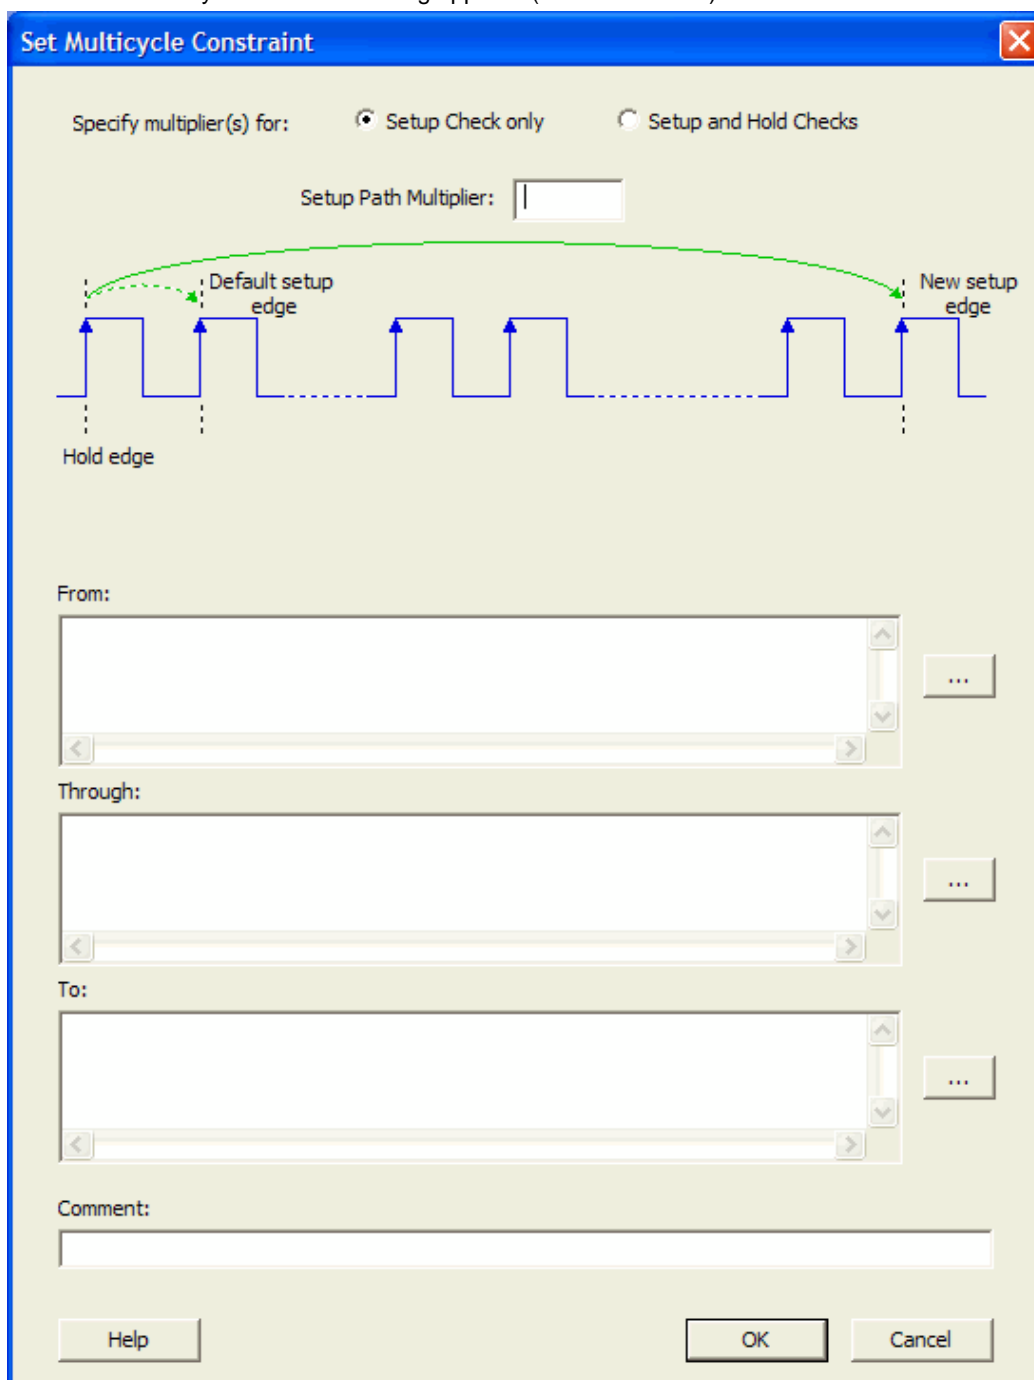 Set Multicycle Constraint
Specify multiplier(s) for: Setup Check only Setup and Hold Checks
Setup Path Multiplier:
Default setup edge
New setup edge
Hold edge
From:
...
Through:
...
To:
...
Comment:
Help OK Cancel